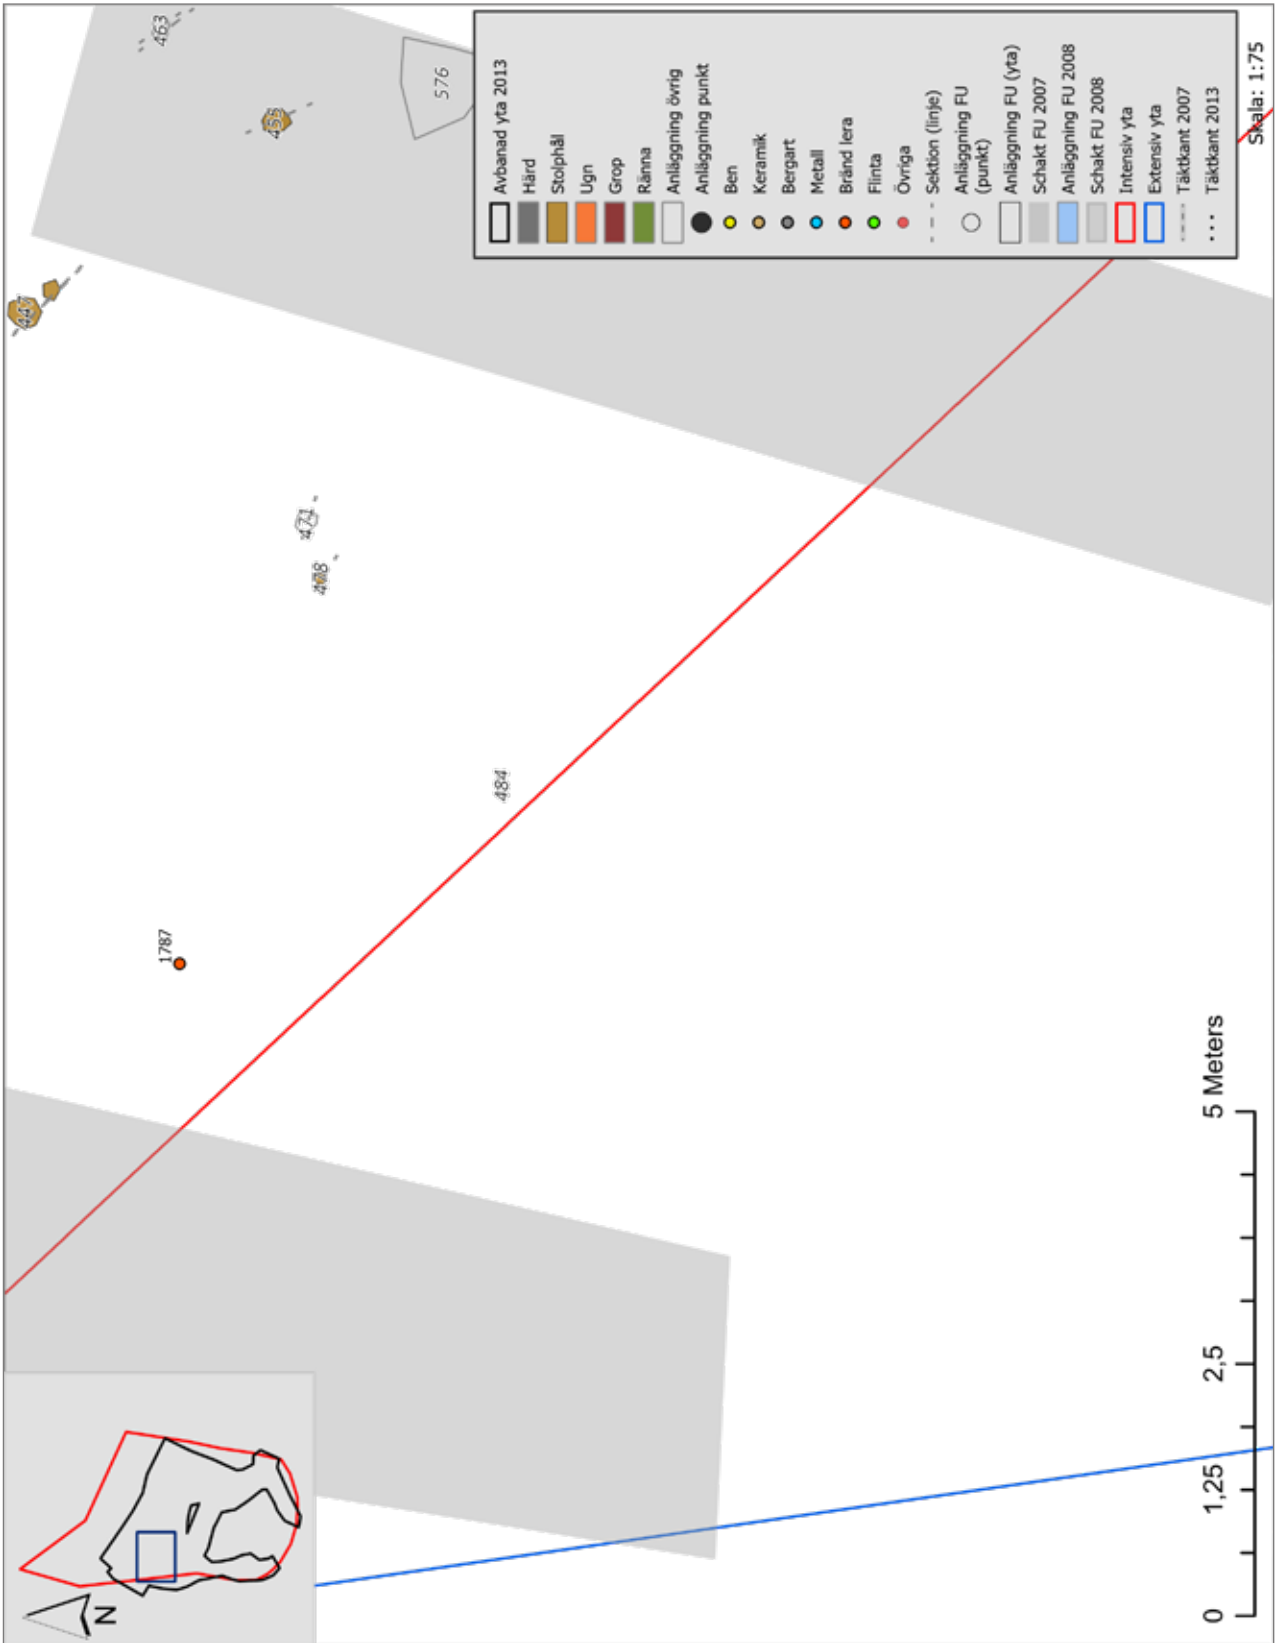 463
455
576
447
471
478
484
1787
Avbanad yta 2013
Härd
Stolphål
Ugn
Grop
Ränna
Anläggning övrig
Anläggning punkt
Ben
Keramik
Bergart
Metall
Bränd lera
Flinta
Övriga
Sektion (linje)
Anläggning FU
(punkt)
Anläggning FU (yta)
Schakt FU 2007
Anläggning FU 2008
Schakt FU 2008
Intensiv yta
Extensiv yta
Täktkant 2007
Täktkant 2013
Skala: 1:75
N
0
1,25
2,5
5 Meters